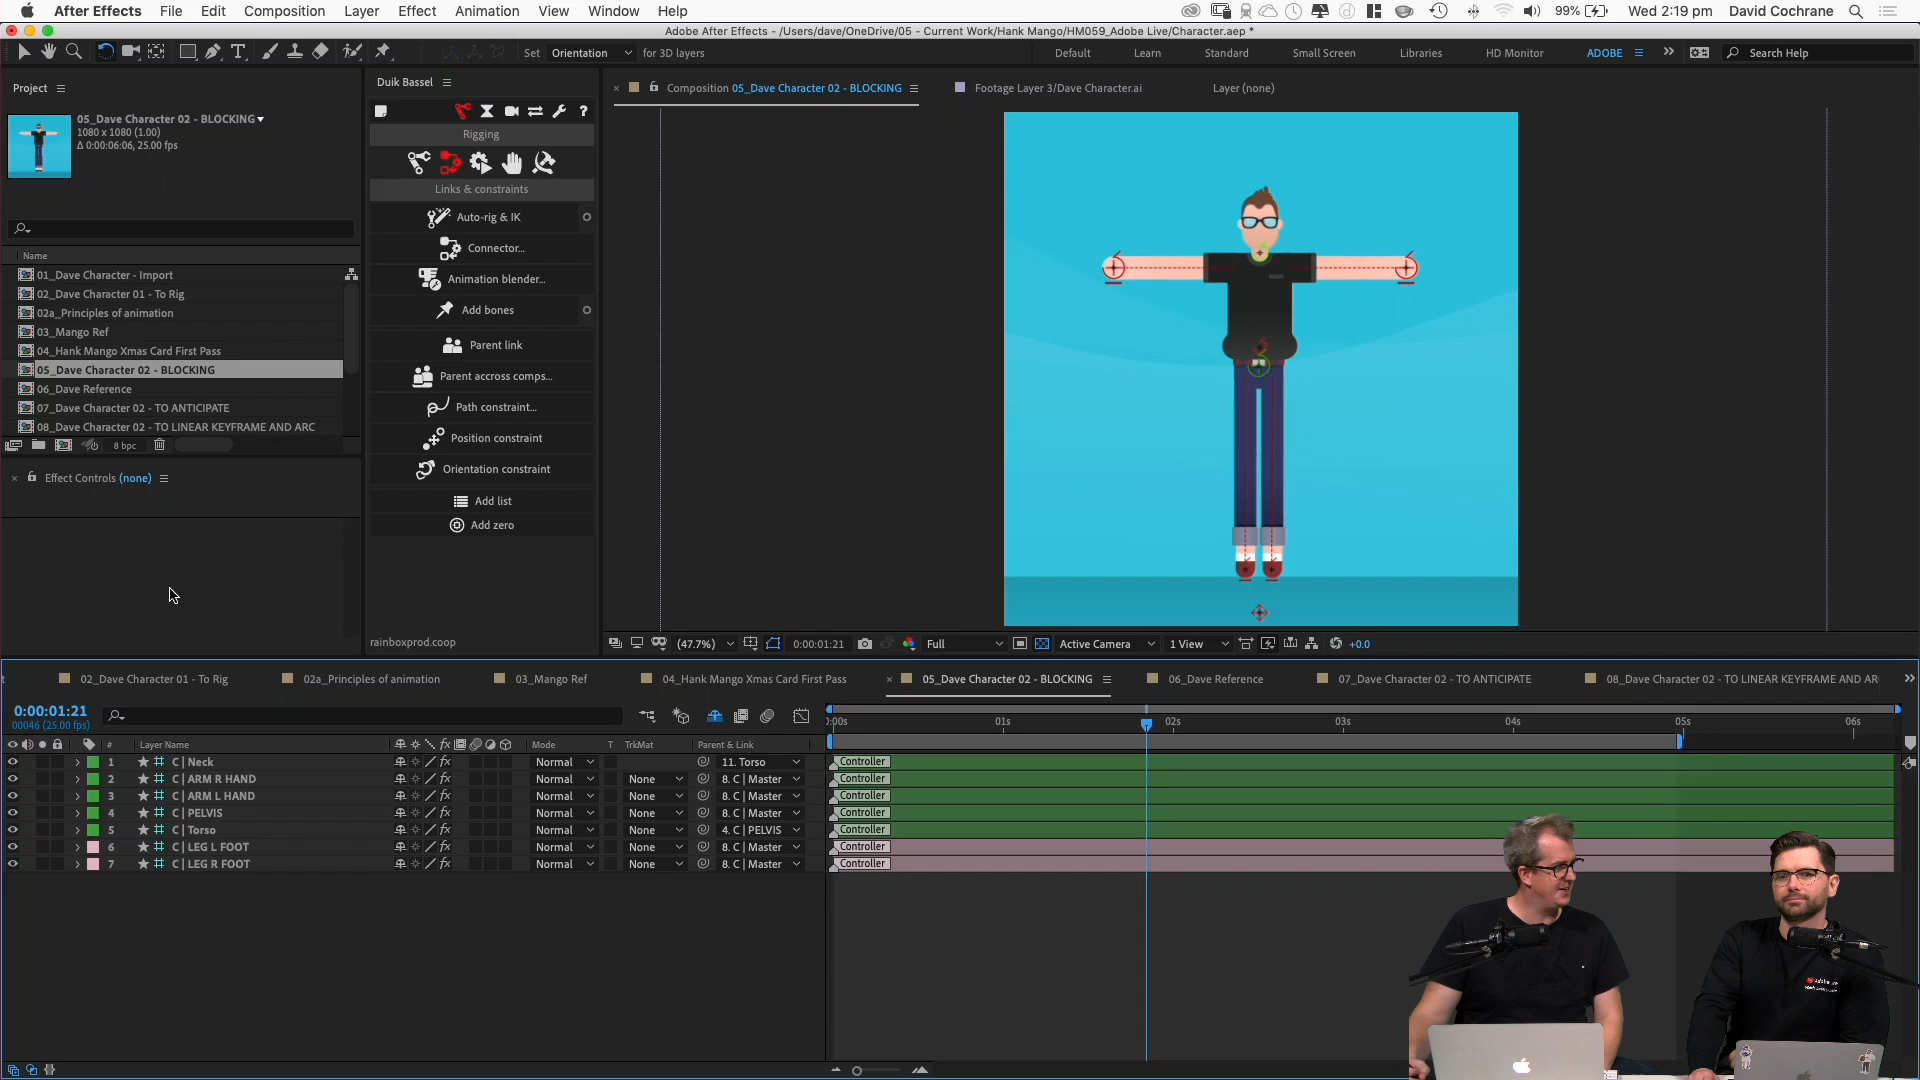 After Effects File Edit Composition Layer Effect Animation View Window Help 99% Wed 2:19 pm David Cochrane
Adobe After Effects - /Users/dave/OneDrive/05 - Current Work/Hank Mango/HM059_Adobe Live/Character.aep *
Set Orientation for 3D layers Default Learn Standard Small Screen Libraries HD Monitor ADOBE Search Help
Project
05_Dave Character 02 - BLOCKING
1080 x 1080 (1.00)
Δ 0:00:06:06, 25.00 fps
Name
01_Dave Character - Import
02_Dave Character 01 - To Rig
02a_Principles of animation
03_Mango Ref
04_Hank Mango Xmas Card First Pass
05_Dave Character 02 - BLOCKING
06_Dave Reference
07_Dave Character 02 - TO ANTICIPATE
08_Dave Character 02 - TO LINEAR KEYFRAME AND ARC
8 bpc
Effect Controls (none)
Duik Bassel
?
Rigging
Links & constraints
Auto-rig & IK
Connector...
Animation blender...
Add bones
Parent link
Parent accross comps...
Path constraint...
Position constraint
Orientation constraint
Add list
Add zero
rainboxprod.coop
Composition 05_Dave Character 02 - BLOCKING Footage Layer 3/Dave Character.ai Layer (none)
(47.7%) 0:00:01:21 Full Active Camera 1 View +0.0
t 02_Dave Character 01 - To Rig 02a_Principles of animation 03_Mango Ref 04_Hank Mango Xmas Card First Pass 05_Dave Character 02 - BLOCKING 06_Dave Reference 07_Dave Character 02 - TO ANTICIPATE 08_Dave Character 02 - TO LINEAR KEYFRAME AND AR
0:00:01:21
00046 (25.00 fps)
:00s 01s 02s 03s 04s 05s 06s
# Layer Name fx Mode T TrkMat Parent & Link
1 C | Neck fx Normal 11. Torso Controller
2 C | ARM R HAND fx Normal None 8. C | Master Controller
3 C | ARM L HAND fx Normal None 8. C | Master Controller
4 C | PELVIS fx Normal None 8. C | Master Controller
5 C | Torso fx Normal None 4. C | PELVIS Controller
6 C | LEG L FOOT fx Normal None 8. C | Master Controller
7 C | LEG R FOOT fx Normal None 8. C | Master Controller